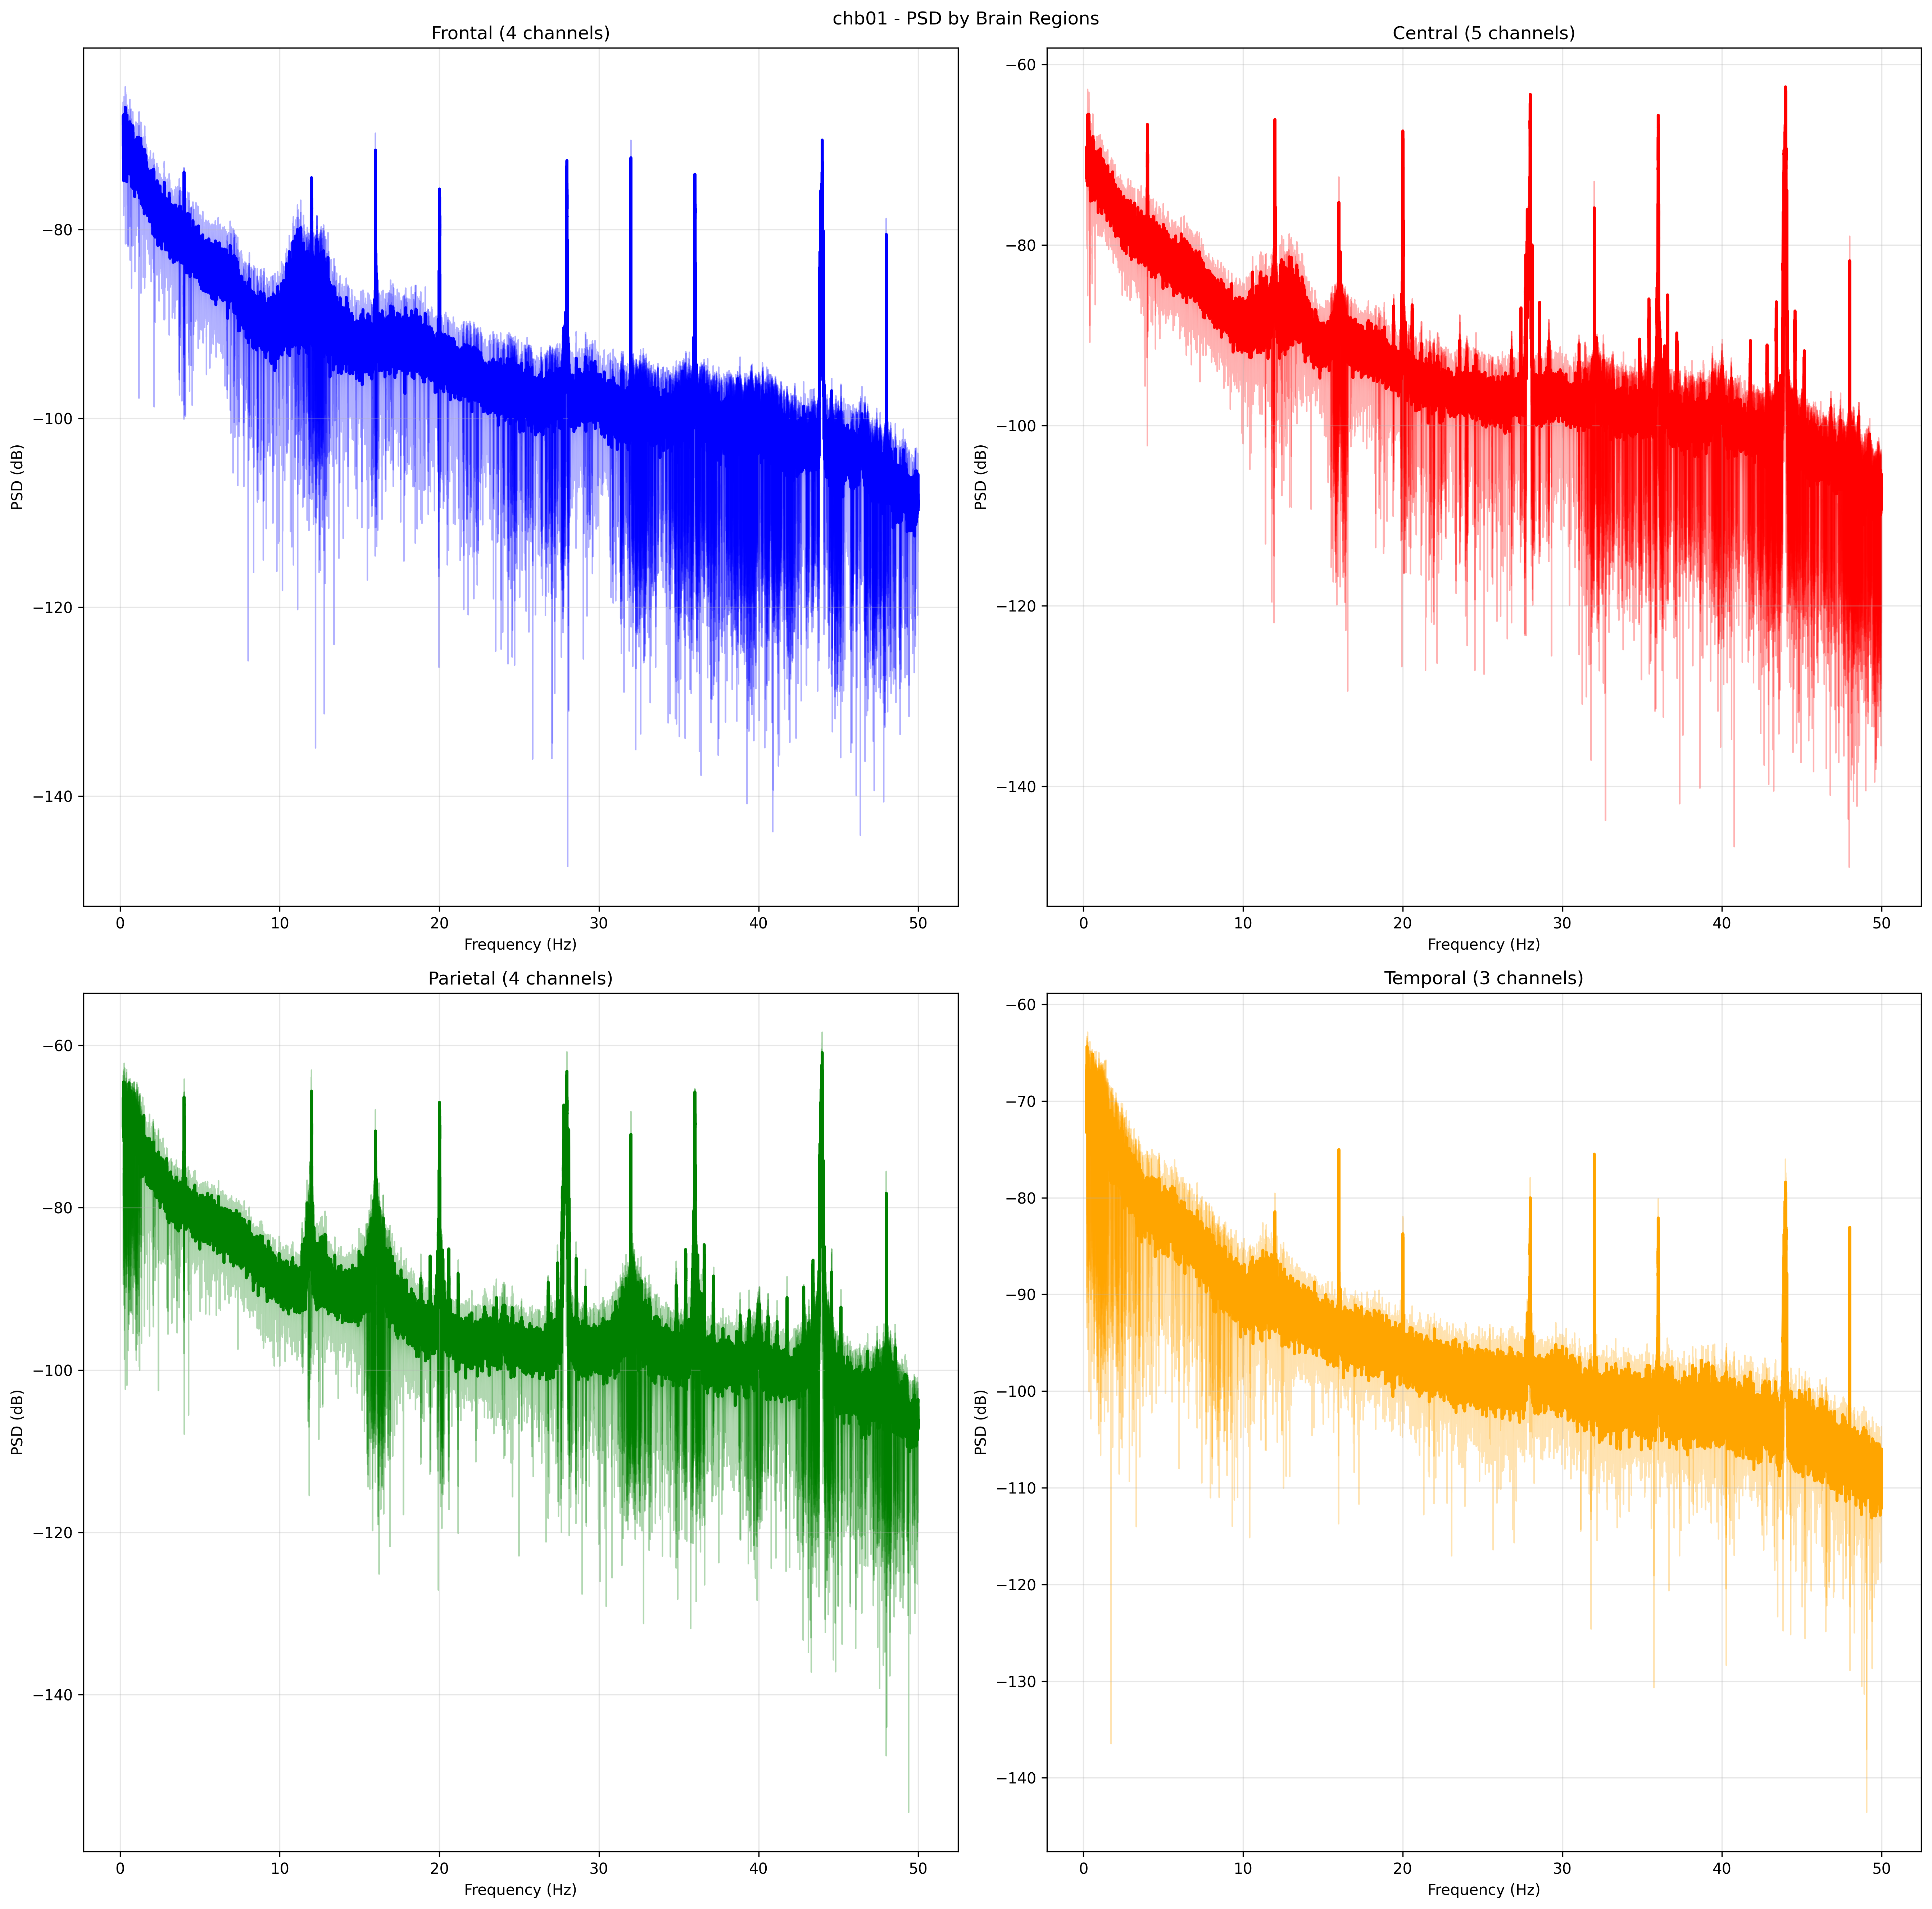 chb01 - PSD by Brain Regions
Frontal (4 channels)
−80
−100
−120
−140
PSD (dB)
0 10 20 30 40 50
Frequency (Hz)
Central (5 channels)
−60
−80
−100
−120
−140
PSD (dB)
0 10 20 30 40 50
Frequency (Hz)
Parietal (4 channels)
−60
−80
−100
−120
−140
PSD (dB)
0 10 20 30 40 50
Frequency (Hz)
Temporal (3 channels)
−60
−70
−80
−90
−100
−110
−120
−130
−140
PSD (dB)
0 10 20 30 40 50
Frequency (Hz)